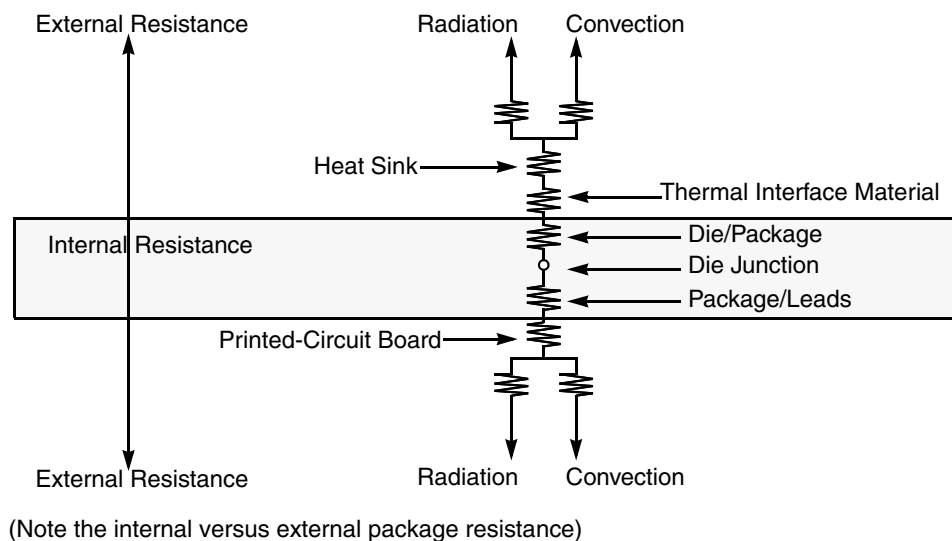 External Resistance
Radiation
Convection
Heat Sink
Thermal Interface Material
Internal Resistance
Die/Package
Die Junction
Package/Leads
Printed-Circuit Board
External Resistance
Radiation
Convection
(Note the internal versus external package resistance)